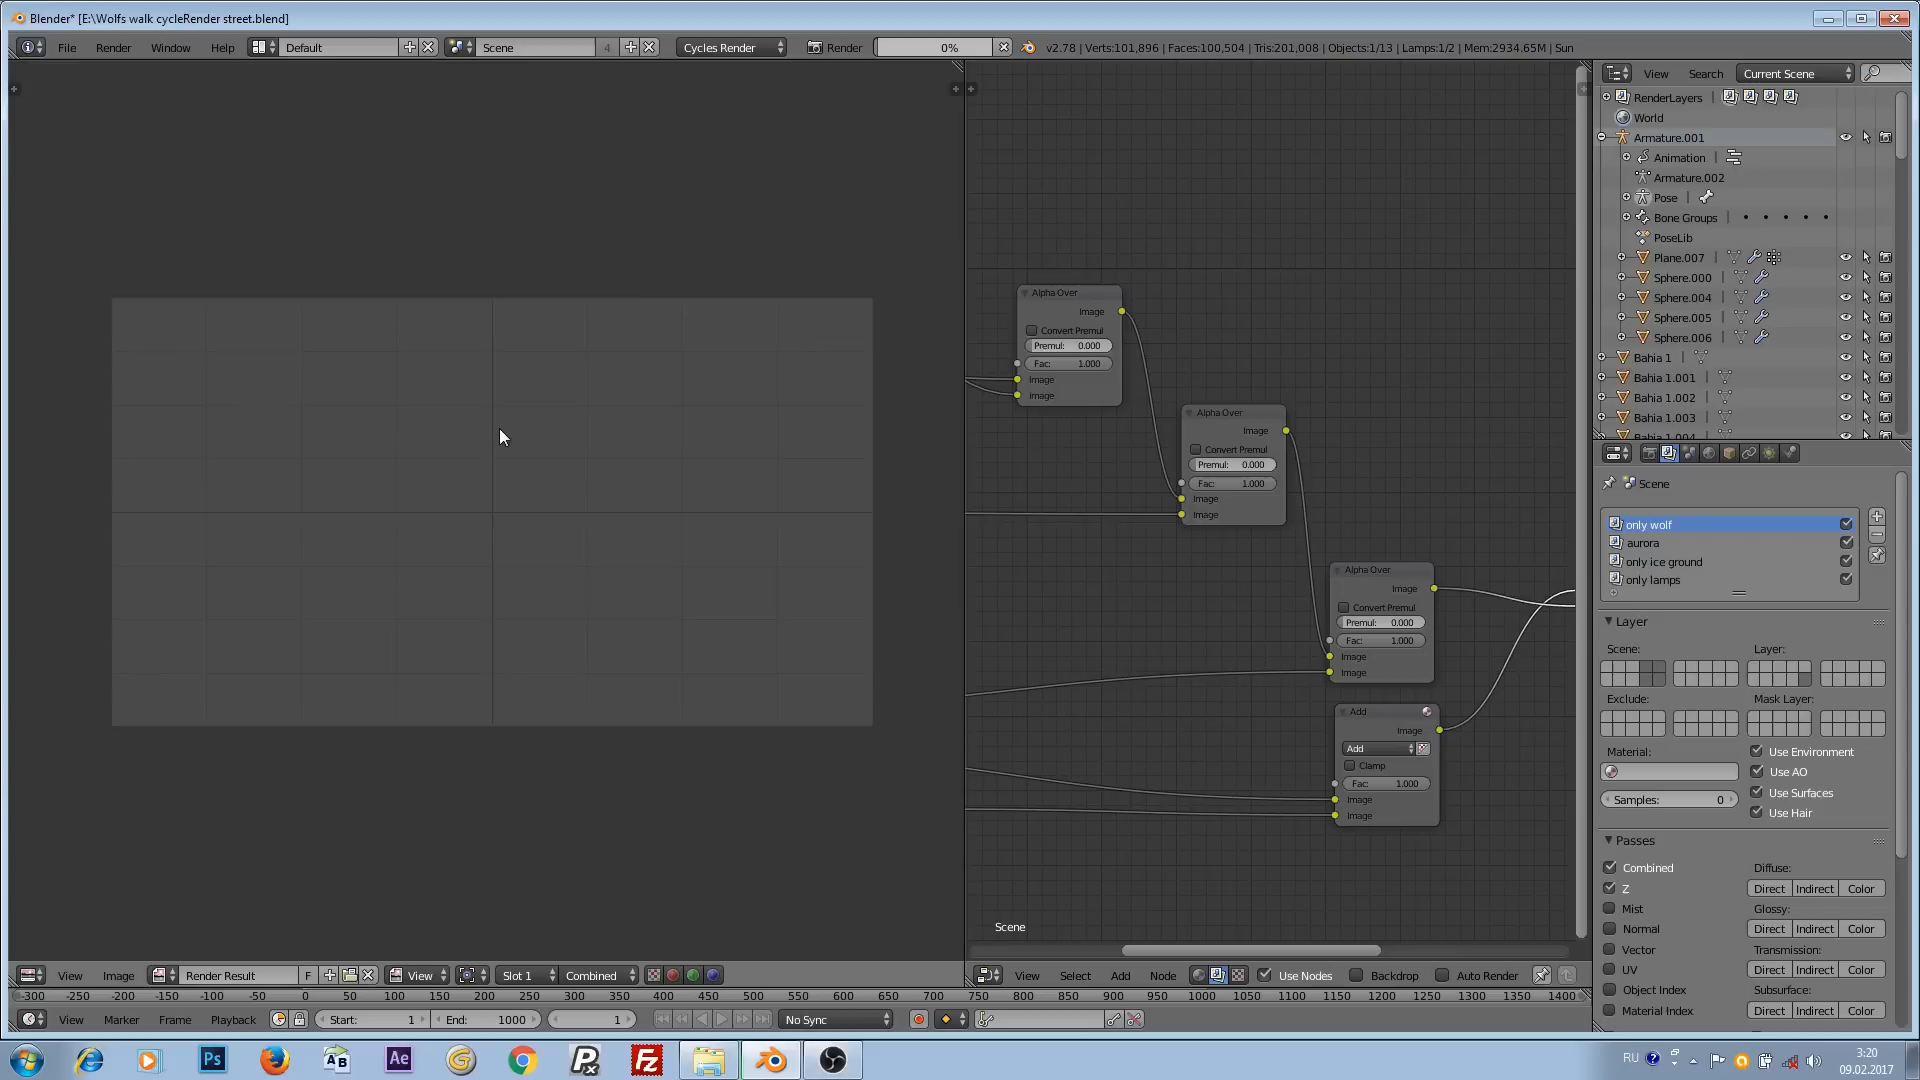 Blender* [E:\Wolfs walk cycleRender street.blend]
File Render Window Help Default Scene 4 Cycles Render Render 0% v2.78 | Verts:101,896 | Faces:100,504 | Tris:201,008 | Objects:1/13 | Lamps:1/2 | Mem:2934.65M | Sun
View Search Current Scene
RenderLayers
World
Armature.001
Animation
Armature.002
Pose
Bone Groups
PoseLib
Plane.007
Sphere.000
Sphere.004
Sphere.005
Sphere.006
Bahia 1
Bahia 1.001
Bahia 1.002
Bahia 1.003
Bahia 1.004
Alpha Over
Image
Convert Premul
Premul: 0.000
Fac: 1.000
Image
Image
Alpha Over
Image
Convert Premul
Premul: 0.000
Fac: 1.000
Image
Image
Alpha Over
Image
Convert Premul
Premul: 0.000
Fac: 1.000
Image
Image
Add
Image
Add
Clamp
Fac: 1.000
Image
Image
Scene
Scene
only wolf
aurora
only ice ground
only lamps
Layer
Scene: Layer:
Exclude: Mask Layer:
Material: Use Environment
Use AO
Samples: 0 Use Surfaces
Use Hair
Passes
Combined Diffuse:
Z Direct Indirect Color
Mist Glossy:
Normal Direct Indirect Color
Vector Transmission:
UV Direct Indirect Color
Object Index Subsurface:
Material Index Direct Indirect Color
View Image Render Result F View Slot 1 Combined
View Select Add Node Use Nodes Backdrop Auto Render
-300 -250 -200 -150 -100 -50 0 50 100 150 200 250 300 350 400 450 500 550 600 650 700 750 800 850 900 950 1000 1050 1100 1150 1200 1250 1300 1350 1400
View Marker Frame Playback Start: 1 End: 1000 1 No Sync
Ps AB Ae Px Fz
RU 3:20
09.02.2017